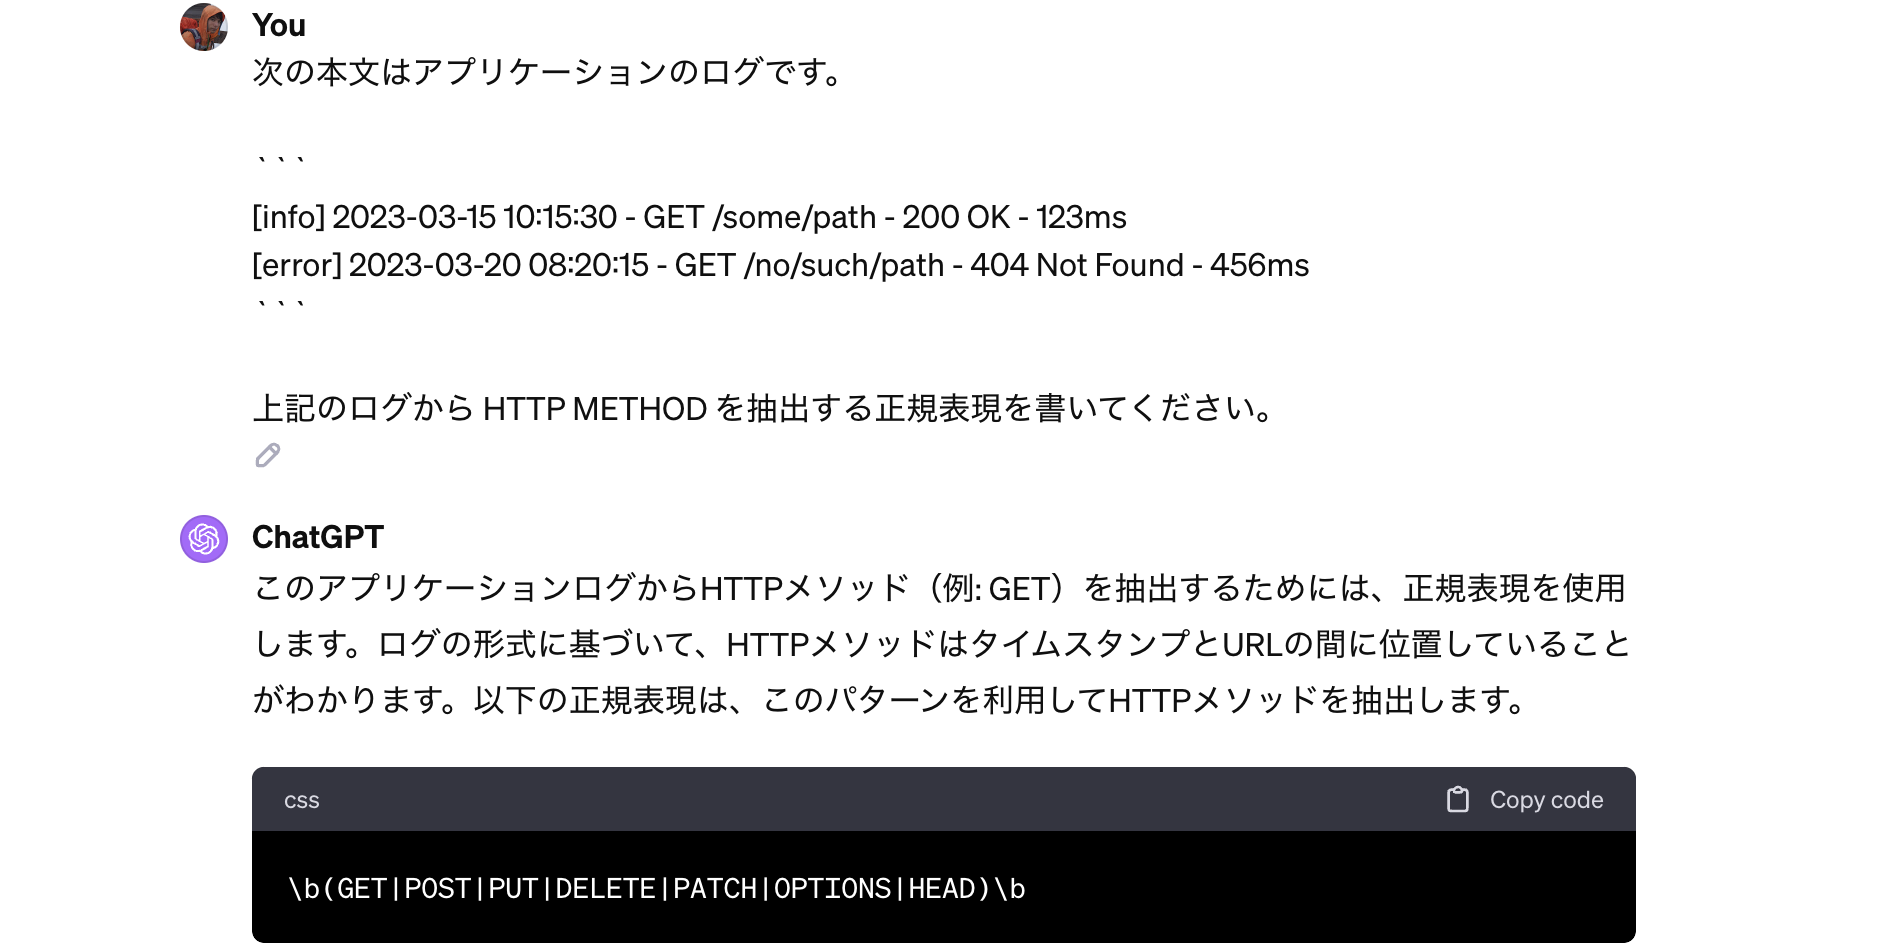 You
次の本文はアプリケーションのログです。
```
[info] 2023-03-15 10:15:30 - GET /some/path - 200 OK - 123ms
[error] 2023-03-20 08:20:15 - GET /no/such/path - 404 Not Found - 456ms
```
上記のログから HTTP METHOD を抽出する正規表現を書いてください。
ChatGPT
このアプリケーションログからHTTPメソッド（例: GET）を抽出するためには、正規表現を使用
します。ログの形式に基づいて、HTTPメソッドはタイムスタンプとURLの間に位置していること
がわかります。以下の正規表現は、このパターンを利用してHTTPメソッドを抽出します。
css
Copy code
\b(GET|POST|PUT|DELETE|PATCH|OPTIONS|HEAD)\b